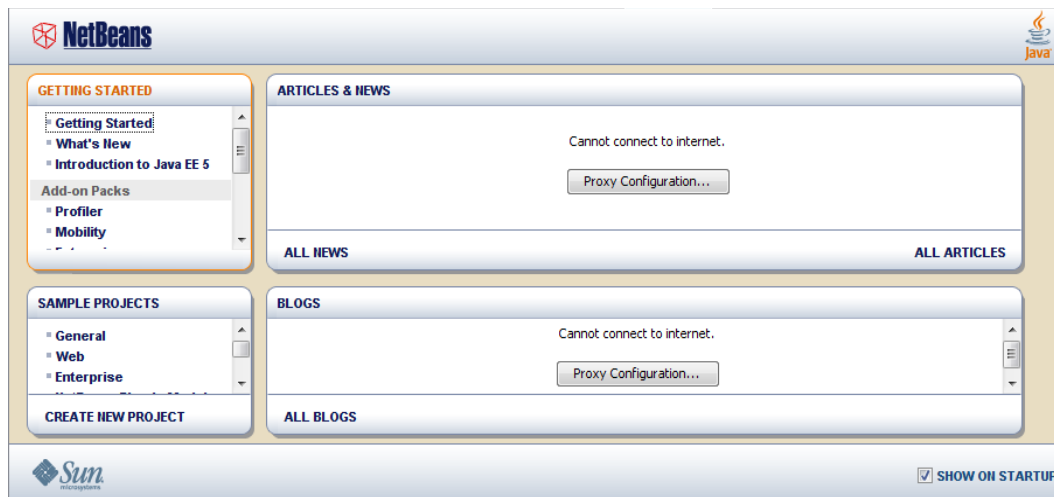 NetBeans
Java
GETTING STARTED
Getting Started
What's New
Introduction to Java EE 5
Add-on Packs
Profiler
Mobility
ARTICLES & NEWS
Cannot connect to internet.
Proxy Configuration...
ALL NEWS
ALL ARTICLES
SAMPLE PROJECTS
General
Web
Enterprise
CREATE NEW PROJECT
BLOGS
Cannot connect to internet.
Proxy Configuration...
ALL BLOGS
Sun
microsystems
SHOW ON STARTUP